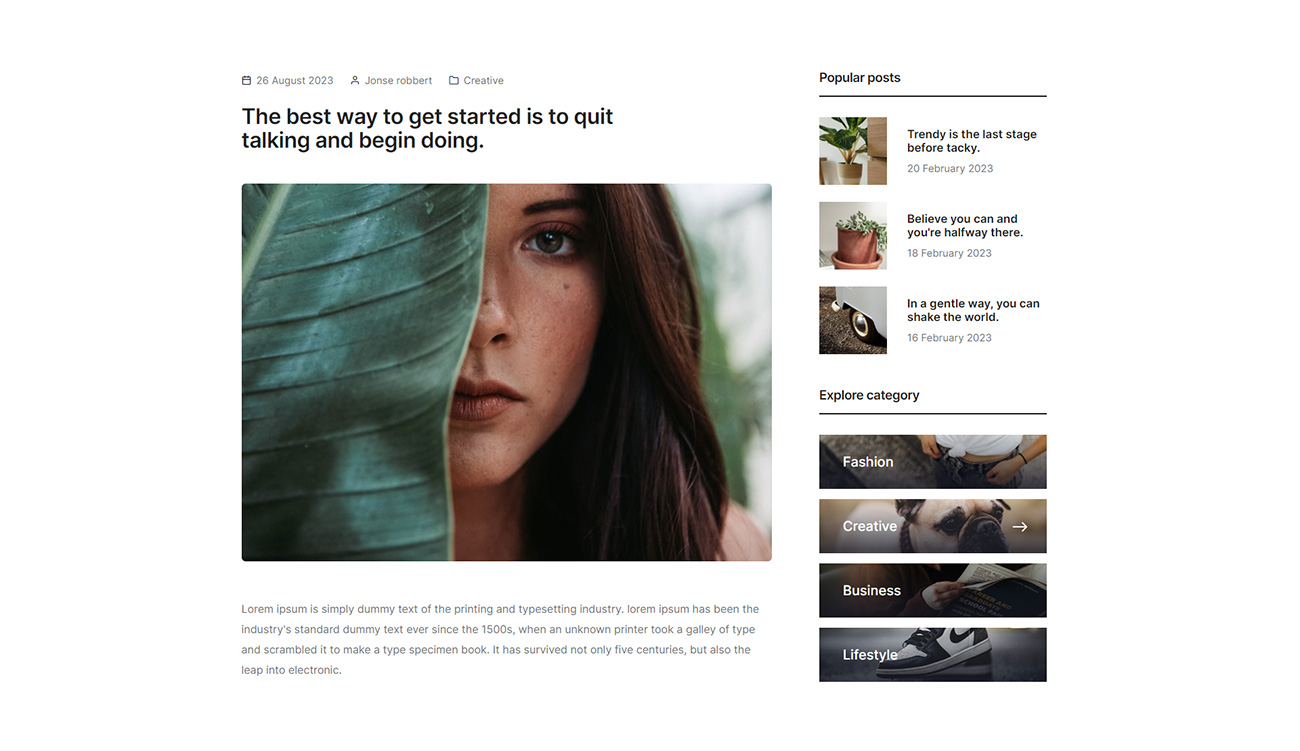 26 August 2023 Jonse robbert Creative
The best way to get started is to quit
talking and begin doing.
Lorem ipsum is simply dummy text of the printing and typesetting industry. lorem ipsum has been the
industry's standard dummy text ever since the 1500s, when an unknown printer took a galley of type
and scrambled it to make a type specimen book. It has survived not only five centuries, but also the
leap into electronic.
Popular posts
Trendy is the last stage
before tacky.
20 February 2023
Believe you can and
you're halfway there.
18 February 2023
In a gentle way, you can
shake the world.
16 February 2023
Explore category
Fashion
Creative
Business
Lifestyle